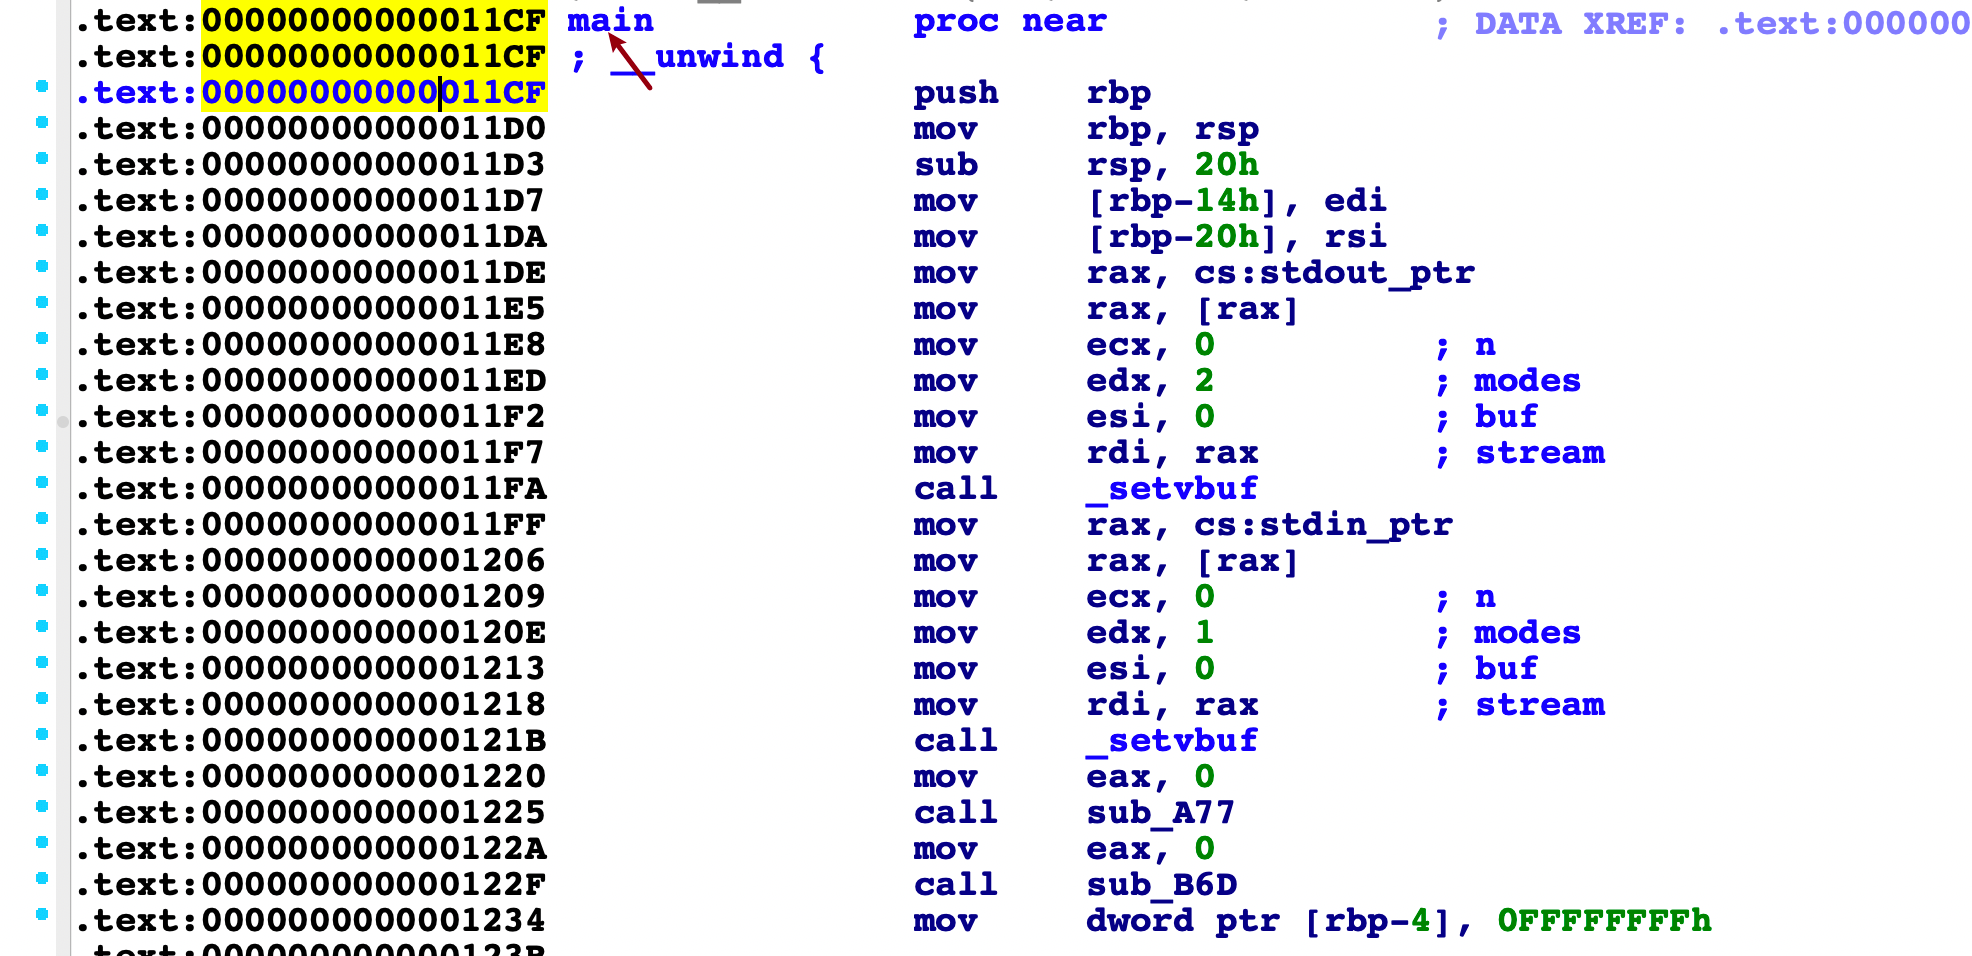 .text:00000000000011CF main proc near ; DATA XREF: .text:000000
.text:00000000000011CF ; __unwind {
.text:00000000000011CF push rbp
.text:00000000000011D0 mov rbp, rsp
.text:00000000000011D3 sub rsp, 20h
.text:00000000000011D7 mov [rbp-14h], edi
.text:00000000000011DA mov [rbp-20h], rsi
.text:00000000000011DE mov rax, cs:stdout_ptr
.text:00000000000011E5 mov rax, [rax]
.text:00000000000011E8 mov ecx, 0 ; n
.text:00000000000011ED mov edx, 2 ; modes
.text:00000000000011F2 mov esi, 0 ; buf
.text:00000000000011F7 mov rdi, rax ; stream
.text:00000000000011FA call _setvbuf
.text:00000000000011FF mov rax, cs:stdin_ptr
.text:0000000000001206 mov rax, [rax]
.text:0000000000001209 mov ecx, 0 ; n
.text:000000000000120E mov edx, 1 ; modes
.text:0000000000001213 mov esi, 0 ; buf
.text:0000000000001218 mov rdi, rax ; stream
.text:000000000000121B call _setvbuf
.text:0000000000001220 mov eax, 0
.text:0000000000001225 call sub_A77
.text:000000000000122A mov eax, 0
.text:000000000000122F call sub_B6D
.text:0000000000001234 mov dword ptr [rbp-4], 0FFFFFFFFh
.text:000000000000123B